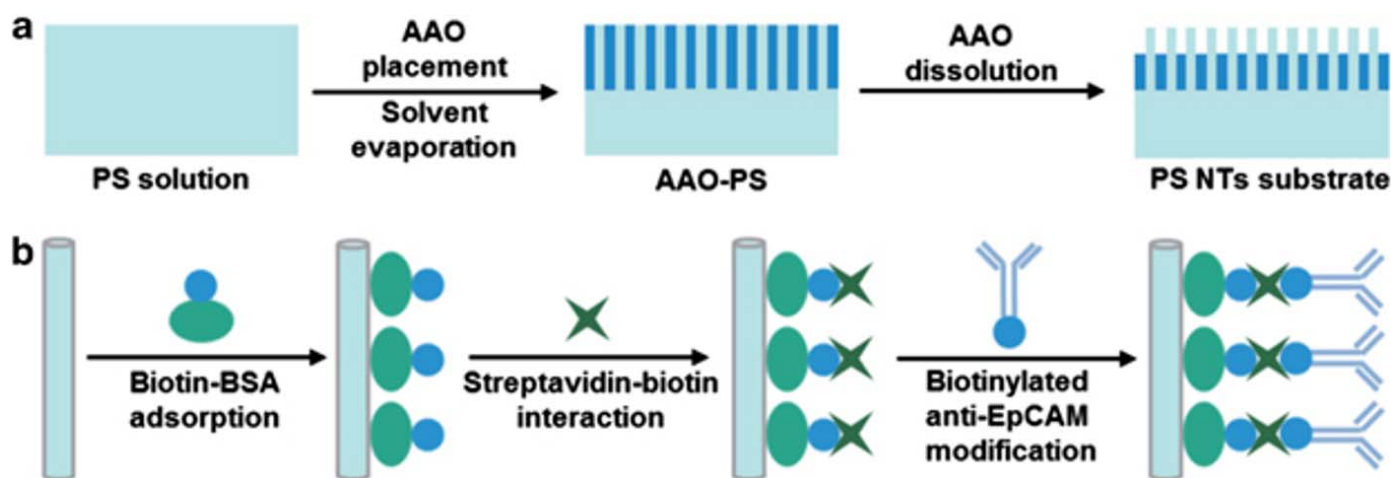 a
AAO
placement
Solvent
evaporation
AAO
dissolution
PS solution
AAO-PS
PS NTs substrate
b
Biotin-BSA
adsorption
Streptavidin-biotin
interaction
Biotinylated
anti-EpCAM
modification